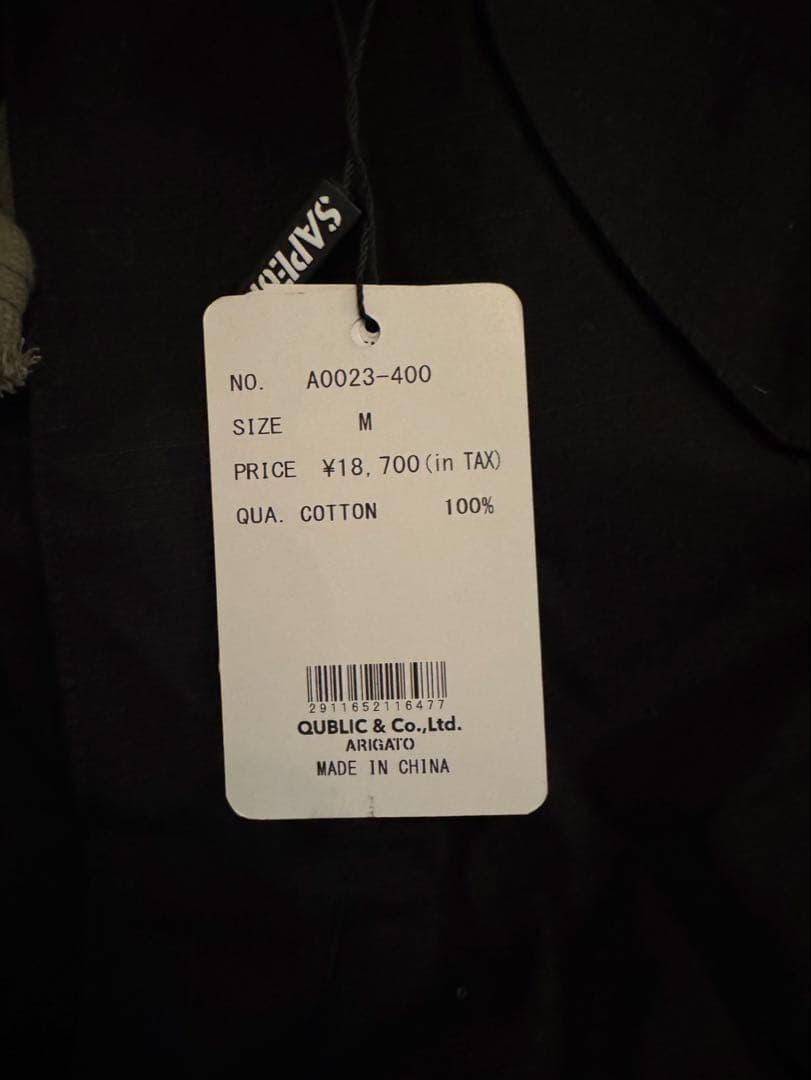 NO. A0023-400
SIZE M
PRICE ¥18,700(in TAX)
QUA. COTTON 100%
2911652116477
QUBLIC & Co.,Ltd.
ARIGATO
MADE IN CHINA